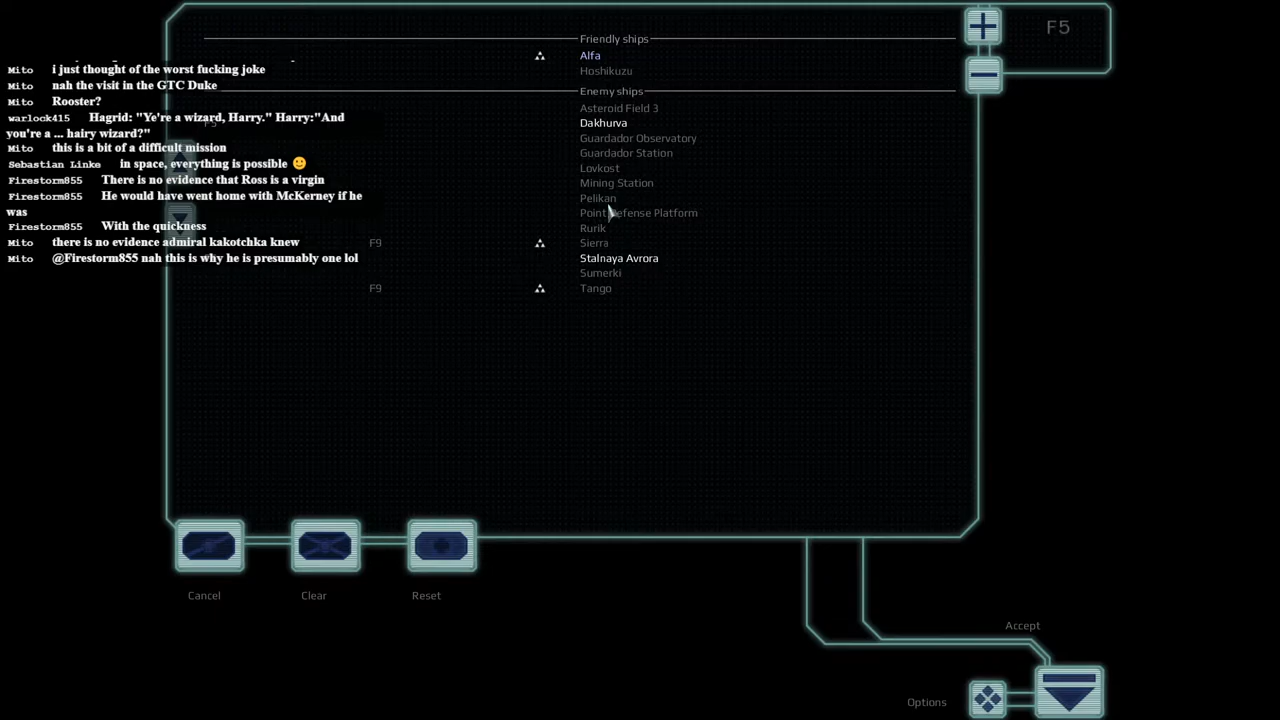 F5
Friendly ships
Alfa
Hoshikuzu
Enemy ships
Asteroid Field 3
Dakhurva
Guardador Observatory
Guardador Station
Lovkost
Mining Station
Pelikan
Point Defense Platform
Rurik
F9 Sierra
Stalnaya Avrora
Sumerki
F9 Tango
Mito i just thought of the worst fucking joke
Mito nah the visit in the GTC Duke
Mito Rooster?
warlock415 Hagrid: "Ye're a wizard, Harry." Harry:"And
you're a ... hairy wizard?"
Mito this is a bit of a difficult mission
Sebastian Linke in space, everything is possible 🙂
Firestorm855 There is no evidence that Ross is a virgin
Firestorm855 He would have went home with McKerney if he
was
Firestorm855 With the quickness
Mito there is no evidence admiral kakotchka knew
Mito @Firestorm855 nah this is why he is presumably one lol
Cancel
Clear
Reset
Accept
Options